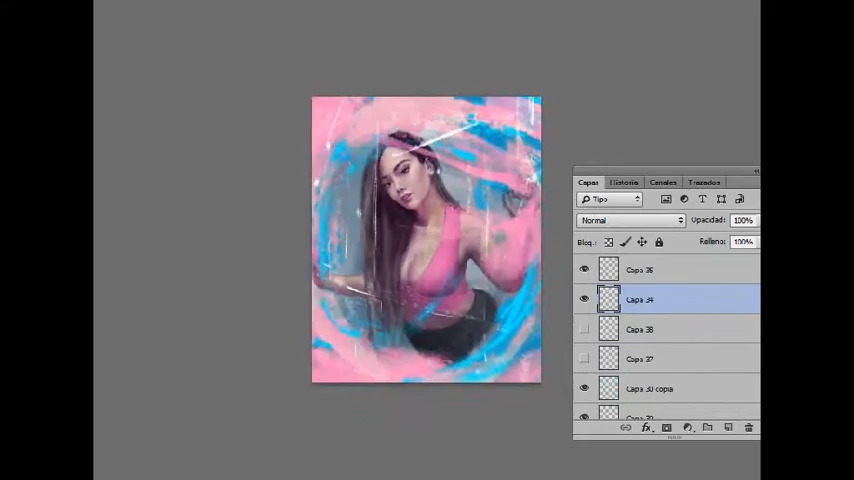 Capas Historia Canales Trazados
Tipo
Normal Opacidad: 100%
Bloq.: Relleno: 100%
Capa 35
Capa 34
Capa 38
Capa 37
Capa 30 copia